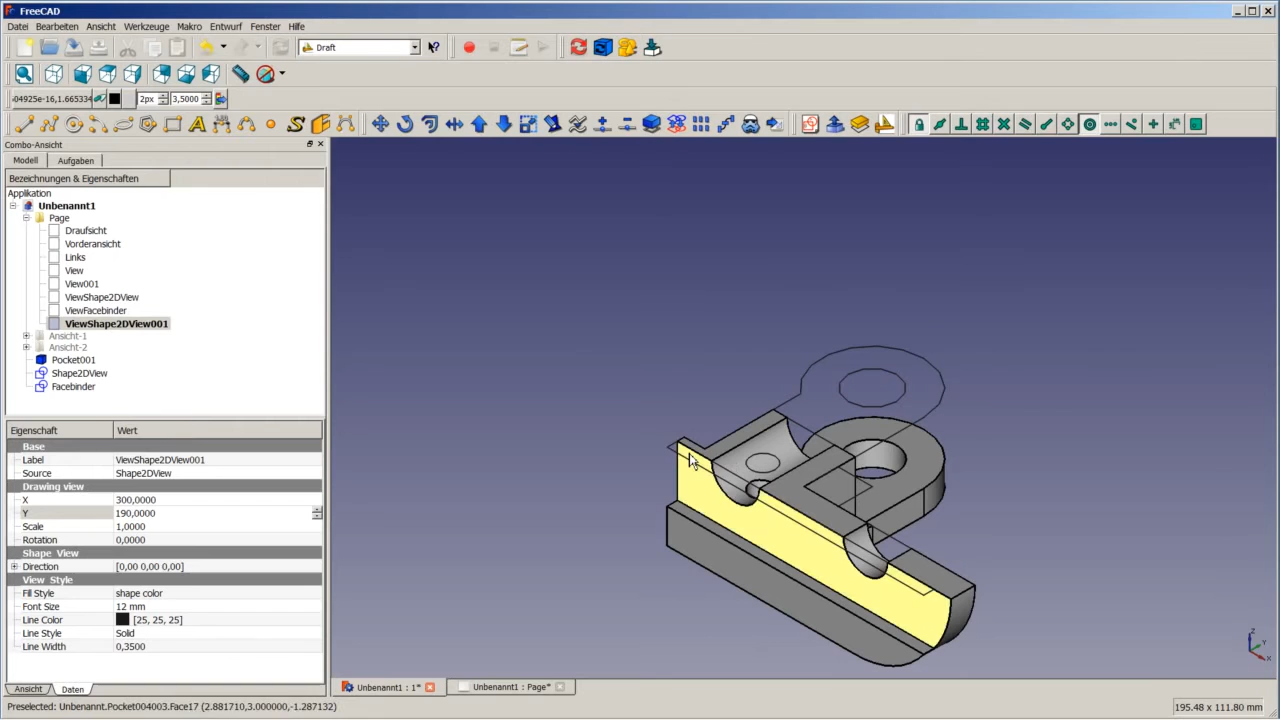 FreeCAD
Datei Bearbeiten Ansicht Werkzeuge Makro Entwurf Fenster Hilfe
Draft
04925e-16,1.665334 2px 3,5000
Combo-Ansicht
Modell Aufgaben
Bezeichnungen & Eigenschaften
Applikation
Unbenannt1
Page
Draufsicht
Vorderansicht
Links
View
View001
ViewShape2DView
ViewFacebinder
ViewShape2DView001
Ansicht-1
Ansicht-2
Pocket001
Shape2DView
Facebinder
Eigenschaft Wert
Base
Label ViewShape2DView001
Source Shape2DView
Drawing view
X 300,0000
Y 190,0000
Scale 1,0000
Rotation 0,0000
Shape View
Direction [0,00 0,00 0,00]
View Style
Fill Style shape color
Font Size 12 mm
Line Color [25, 25, 25]
Line Style Solid
Line Width 0,3500
Ansicht Daten
Unbenannt1 : 1* Unbenannt1 : Page*
Z
Y
X
Preselected: Unbenannt.Pocket004003.Face17 (2.881710,3.000000,-1.287132) 195.48 x 111.80 mm